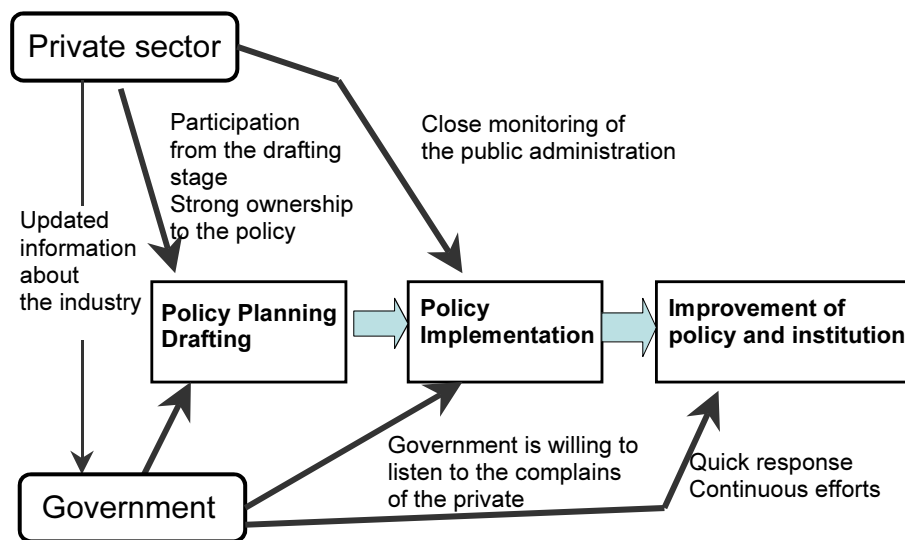 Private sector
Participation
from the drafting
stage
Strong ownership
to the policy
Close monitoring of
the public administration
Updated
information
about
the industry
Policy Planning
Drafting
Policy
Implementation
Improvement of
policy and institution
Government is willing to
listen to the complains
of the private
Quick response
Continuous efforts
Government